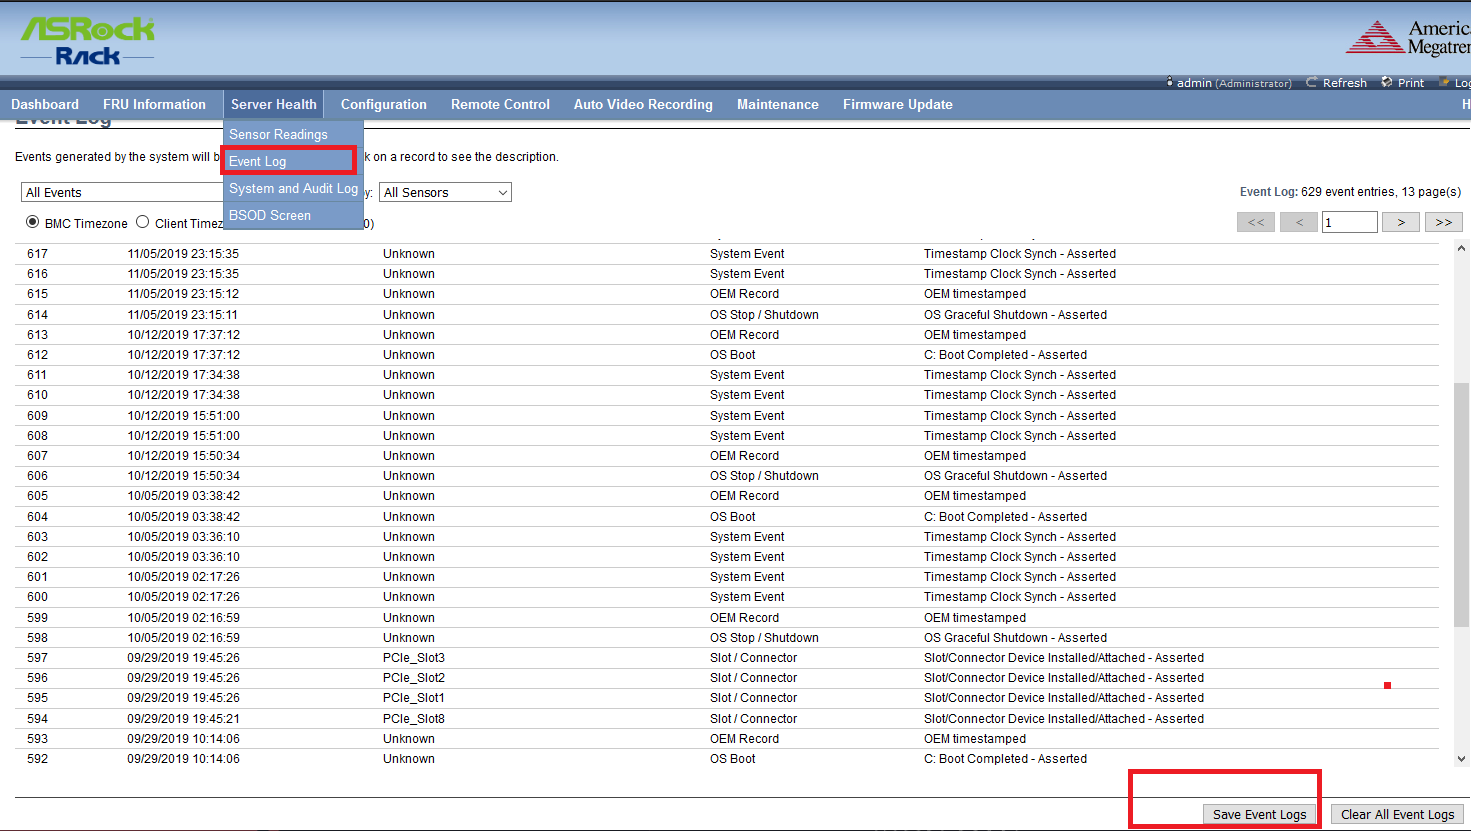 ASRock
Rack
America
Megatren
admin (Administrator) Refresh Print Log
Dashboard FRU Information Server Health Configuration Remote Control Auto Video Recording Maintenance Firmware Update H
Event Log
Sensor Readings
Events generated by the system will b k on a record to see the description.
Event Log
All Events y: All Sensors Event Log: 629 event entries, 13 page(s)
System and Audit Log
BMC Timezone Client Timez 0) << < 1 > >>
BSOD Screen
617 11/05/2019 23:15:35 Unknown System Event Timestamp Clock Synch - Asserted
616 11/05/2019 23:15:35 Unknown System Event Timestamp Clock Synch - Asserted
615 11/05/2019 23:15:12 Unknown OEM Record OEM timestamped
614 11/05/2019 23:15:11 Unknown OS Stop / Shutdown OS Graceful Shutdown - Asserted
613 10/12/2019 17:37:12 Unknown OEM Record OEM timestamped
612 10/12/2019 17:37:12 Unknown OS Boot C: Boot Completed - Asserted
611 10/12/2019 17:34:38 Unknown System Event Timestamp Clock Synch - Asserted
610 10/12/2019 17:34:38 Unknown System Event Timestamp Clock Synch - Asserted
609 10/12/2019 15:51:00 Unknown System Event Timestamp Clock Synch - Asserted
608 10/12/2019 15:51:00 Unknown System Event Timestamp Clock Synch - Asserted
607 10/12/2019 15:50:34 Unknown OEM Record OEM timestamped
606 10/12/2019 15:50:34 Unknown OS Stop / Shutdown OS Graceful Shutdown - Asserted
605 10/05/2019 03:38:42 Unknown OEM Record OEM timestamped
604 10/05/2019 03:38:42 Unknown OS Boot C: Boot Completed - Asserted
603 10/05/2019 03:36:10 Unknown System Event Timestamp Clock Synch - Asserted
602 10/05/2019 03:36:10 Unknown System Event Timestamp Clock Synch - Asserted
601 10/05/2019 02:17:26 Unknown System Event Timestamp Clock Synch - Asserted
600 10/05/2019 02:17:26 Unknown System Event Timestamp Clock Synch - Asserted
599 10/05/2019 02:16:59 Unknown OEM Record OEM timestamped
598 10/05/2019 02:16:59 Unknown OS Stop / Shutdown OS Graceful Shutdown - Asserted
597 09/29/2019 19:45:26 PCIe_Slot3 Slot / Connector Slot/Connector Device Installed/Attached - Asserted
596 09/29/2019 19:45:26 PCIe_Slot2 Slot / Connector Slot/Connector Device Installed/Attached - Asserted
595 09/29/2019 19:45:26 PCIe_Slot1 Slot / Connector Slot/Connector Device Installed/Attached - Asserted
594 09/29/2019 19:45:21 PCIe_Slot8 Slot / Connector Slot/Connector Device Installed/Attached - Asserted
593 09/29/2019 10:14:06 Unknown OEM Record OEM timestamped
592 09/29/2019 10:14:06 Unknown OS Boot C: Boot Completed - Asserted
Save Event Logs Clear All Event Logs